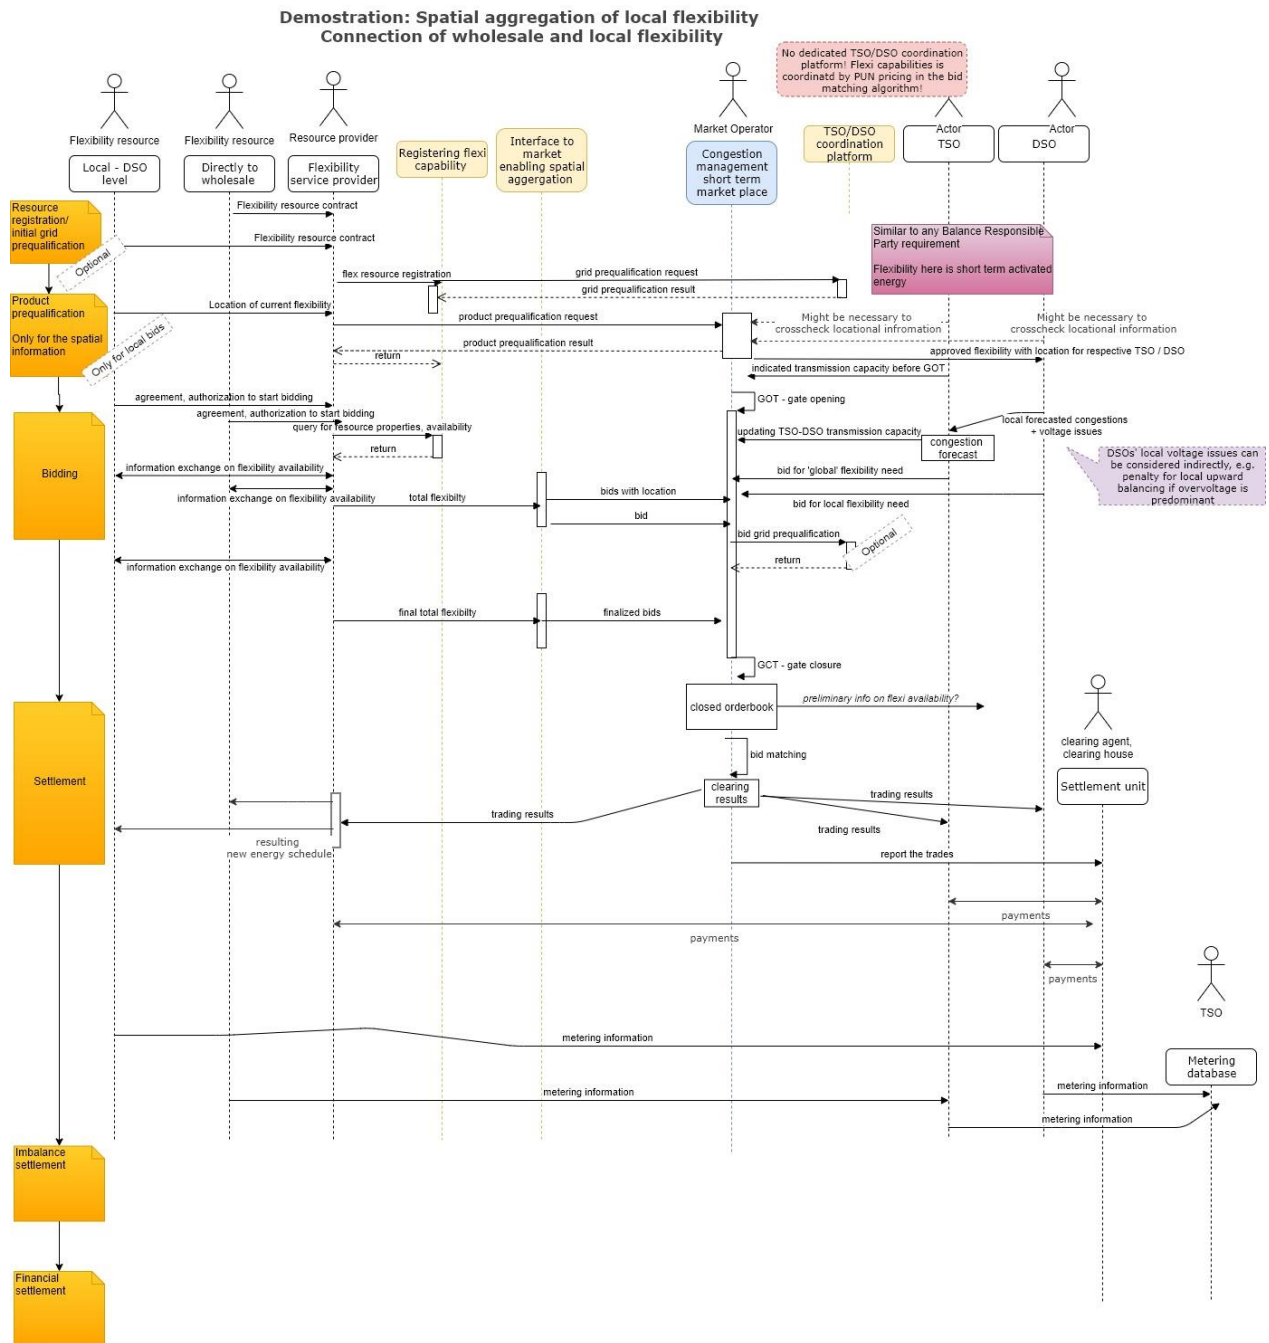 Demostration: Spatial aggregation of local flexibility
Connection of wholesale and local flexibility
No dedicated TSO/DSO coordination
platform! Flexi capabilities is
coordinatd by PUN pricing in the bid
matching algorithm!
Flexibility resource
Flexibility resource
Resource provider
Market Operator
Actor
Actor
Local - DSO
level
Directly to
wholesale
Flexibility
service provider
Registering flexi
capability
Interface to
market
enabling spatial
aggergation
Congestion
management
short term
market place
TSO/DSO
coordination
platform
TSO
DSO
Resource
registration/
initial grid
prequalification
Optional
Flexibility resource contract
Flexibility resource contract
Similar to any Balance Responsible
Party requirement
Flexibility here is short term activated
energy
flex resource registration
grid prequalification request
grid prequalification result
Product
prequalification
Only for the spatial
information
Only for local bids
Location of current flexibility
product prequalification request
Might be necessary to
crosscheck locational infromation
Might be necessary to
crosscheck locational information
product prequalification result
return
approved flexibility with location for respective TSO / DSO
indicated transmission capacity before GOT
agreement, authorization to start bidding
agreement, authorization to start bidding
GOT - gate opening
Bidding
query for resource properties, availability
return
local forecasted congestions
+ voltage issues
updating TSO-DSO transmission capacity
congestion
forecast
DSOs' local voltage issues can
be considered indirectly, e.g.
penalty for local upward
balancing if overvoltage is
predominant
information exchange on flexibility availability
bid for 'global' flexibility need
information exchange on flexibility availability
total flexibilty
bids with location
bid for local flexibility need
bid
bid grid prequalification
Optional
return
information exchange on flexibility availability
final total flexibilty
finalized bids
GCT - gate closure
closed orderbook
preliminary info on flexi availability?
clearing agent,
clearing house
Settlement unit
Settlement
bid matching
clearing
results
trading results
trading results
trading results
resulting
new energy schedule
report the trades
payments
payments
payments
TSO
Metering
database
metering information
metering information
metering information
metering information
Imbalance
settlement
Financial
settlement